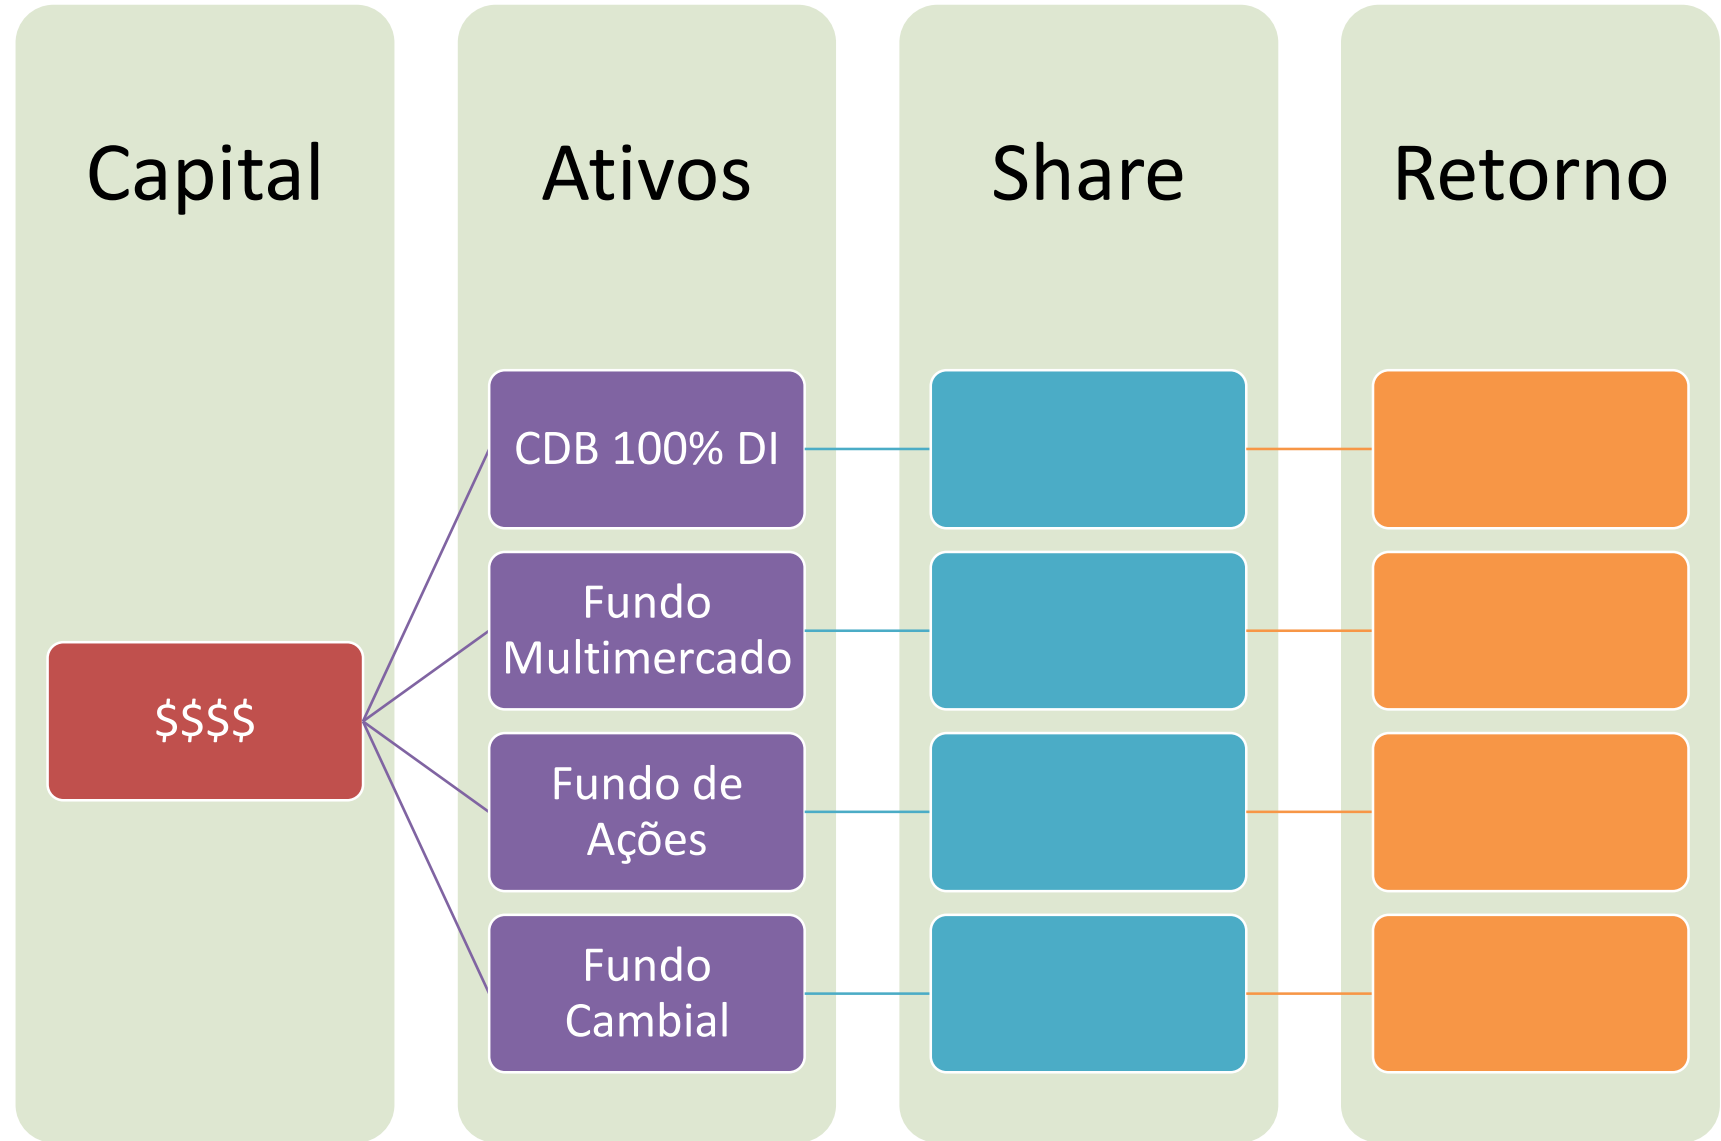 Capital
Ativos
Share
Retorno
$$$$
CDB 100% DI
Fundo
Multimercado
Fundo de
Ações
Fundo
Cambial